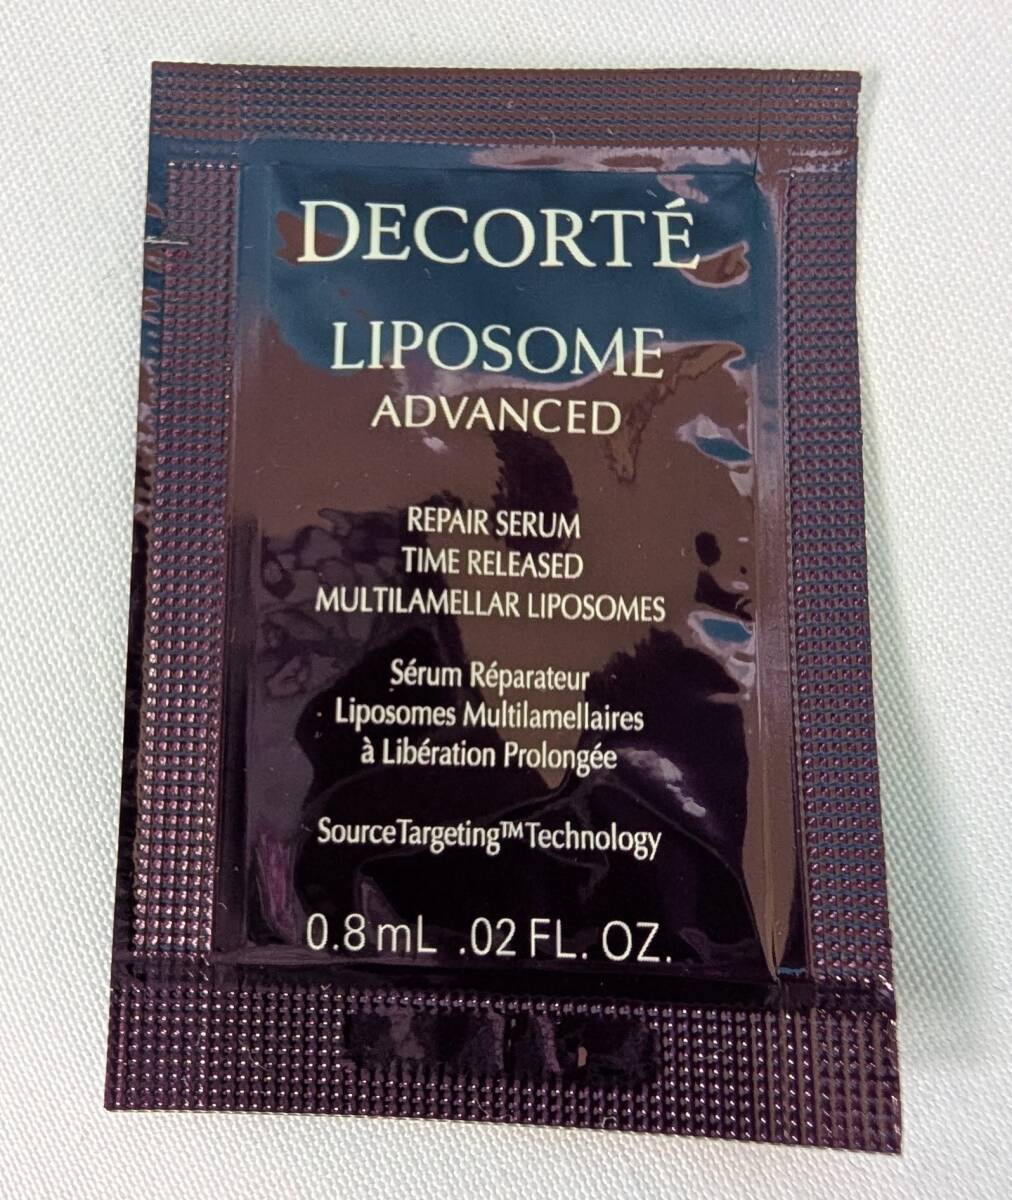 DECORTÉ
LIPOSOME
ADVANCED
REPAIR SERUM
TIME RELEASED
MULTILAMELLAR LIPOSOMES
Sérum Réparateur
Liposomes Multilamellaires
à Libération Prolongée
SourceTargeting™Technology
0.8 mL .02 FL. OZ.